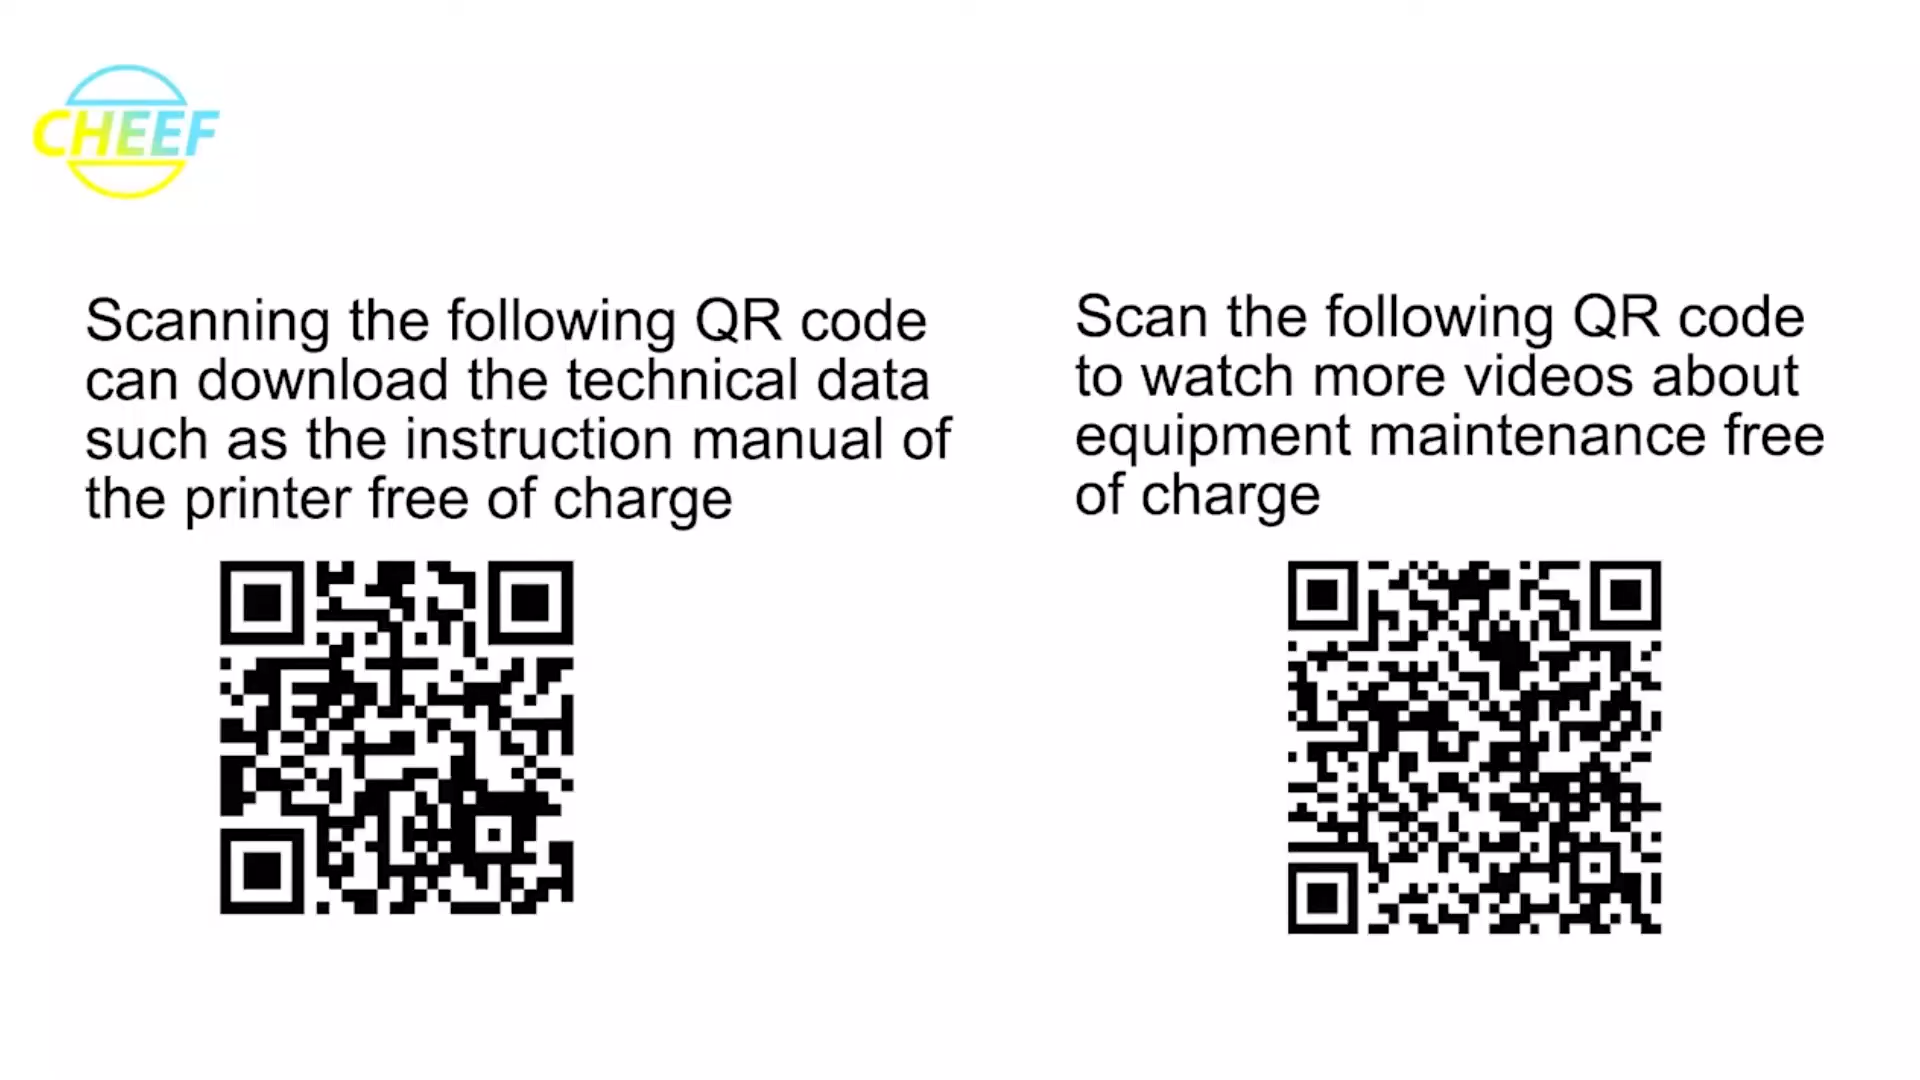 CHEEF
Scanning the following QR code
can download the technical data
such as the instruction manual of
the printer free of charge
Scan the following QR code
to watch more videos about
equipment maintenance free
of charge